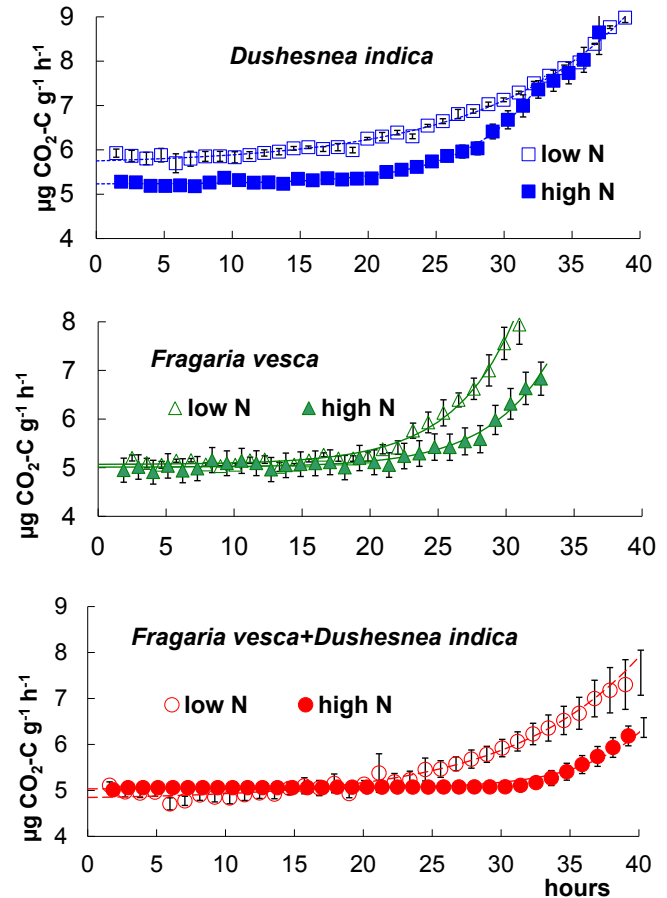 9
8
7
6
5
4
µg CO₂-C g⁻¹ h⁻¹
Dushesnea indica
low N
high N
0 5 10 15 20 25 30 35 40
8
7
6
5
4
µg CO₂-C g⁻¹ h⁻¹
Fragaria vesca
low N high N
0 5 10 15 20 25 30 35 40
9
8
7
6
5
4
µg CO₂-C g⁻¹ h⁻¹
Fragaria vesca+Dushesnea indica
low N high N
0 5 10 15 20 25 30 35 40
hours